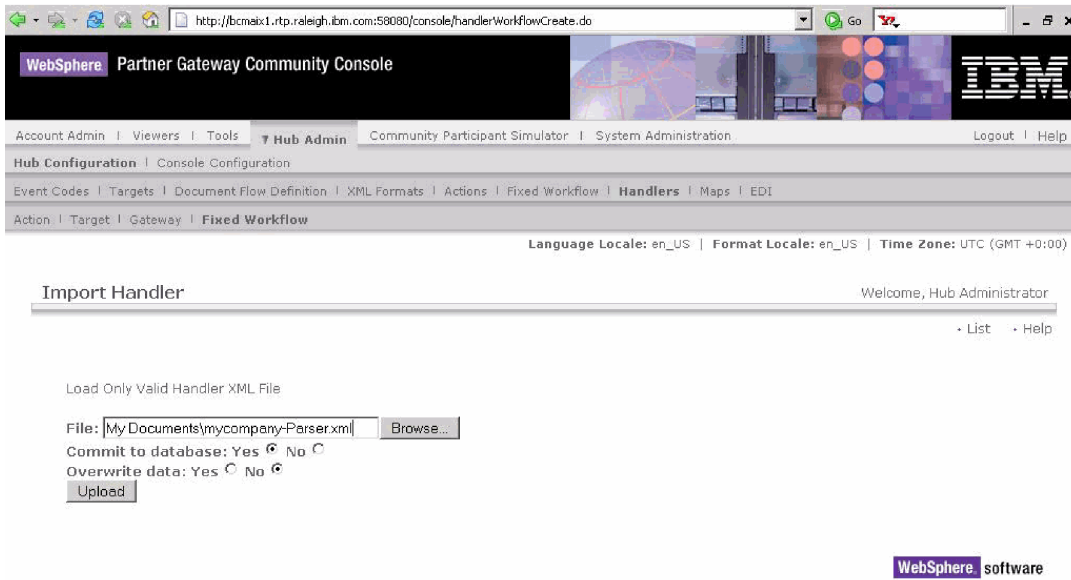 http://bcmaix1.rtp.raleigh.ibm.com:58080/console/handlerWorkflowCreate.do Go
WebSphere. Partner Gateway Community Console IBM.
Account Admin | Viewers | Tools Hub Admin Community Participant Simulator | System Administration Logout | Help
Hub Configuration | Console Configuration
Event Codes | Targets | Document Flow Definition | XML Formats | Actions | Fixed Workflow | Handlers | Maps | EDI
Action | Target | Gateway | Fixed Workflow
Language Locale: en_US | Format Locale: en_US | Time Zone: UTC (GMT +0:00)
Import Handler Welcome, Hub Administrator
• List • Help
Load Only Valid Handler XML File
File: My Documents\mycompany-Parser.xml Browse...
Commit to database: Yes No
Overwrite data: Yes No
Upload
WebSphere. software